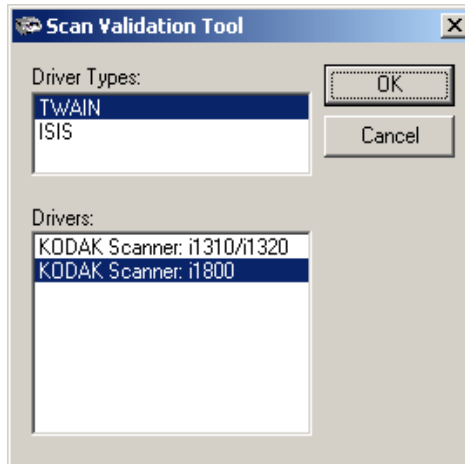 Scan Validation Tool
Driver Types:
OK
TWAIN
ISIS
Cancel
Drivers:
KODAK Scanner: i1310/i1320
KODAK Scanner: i1800